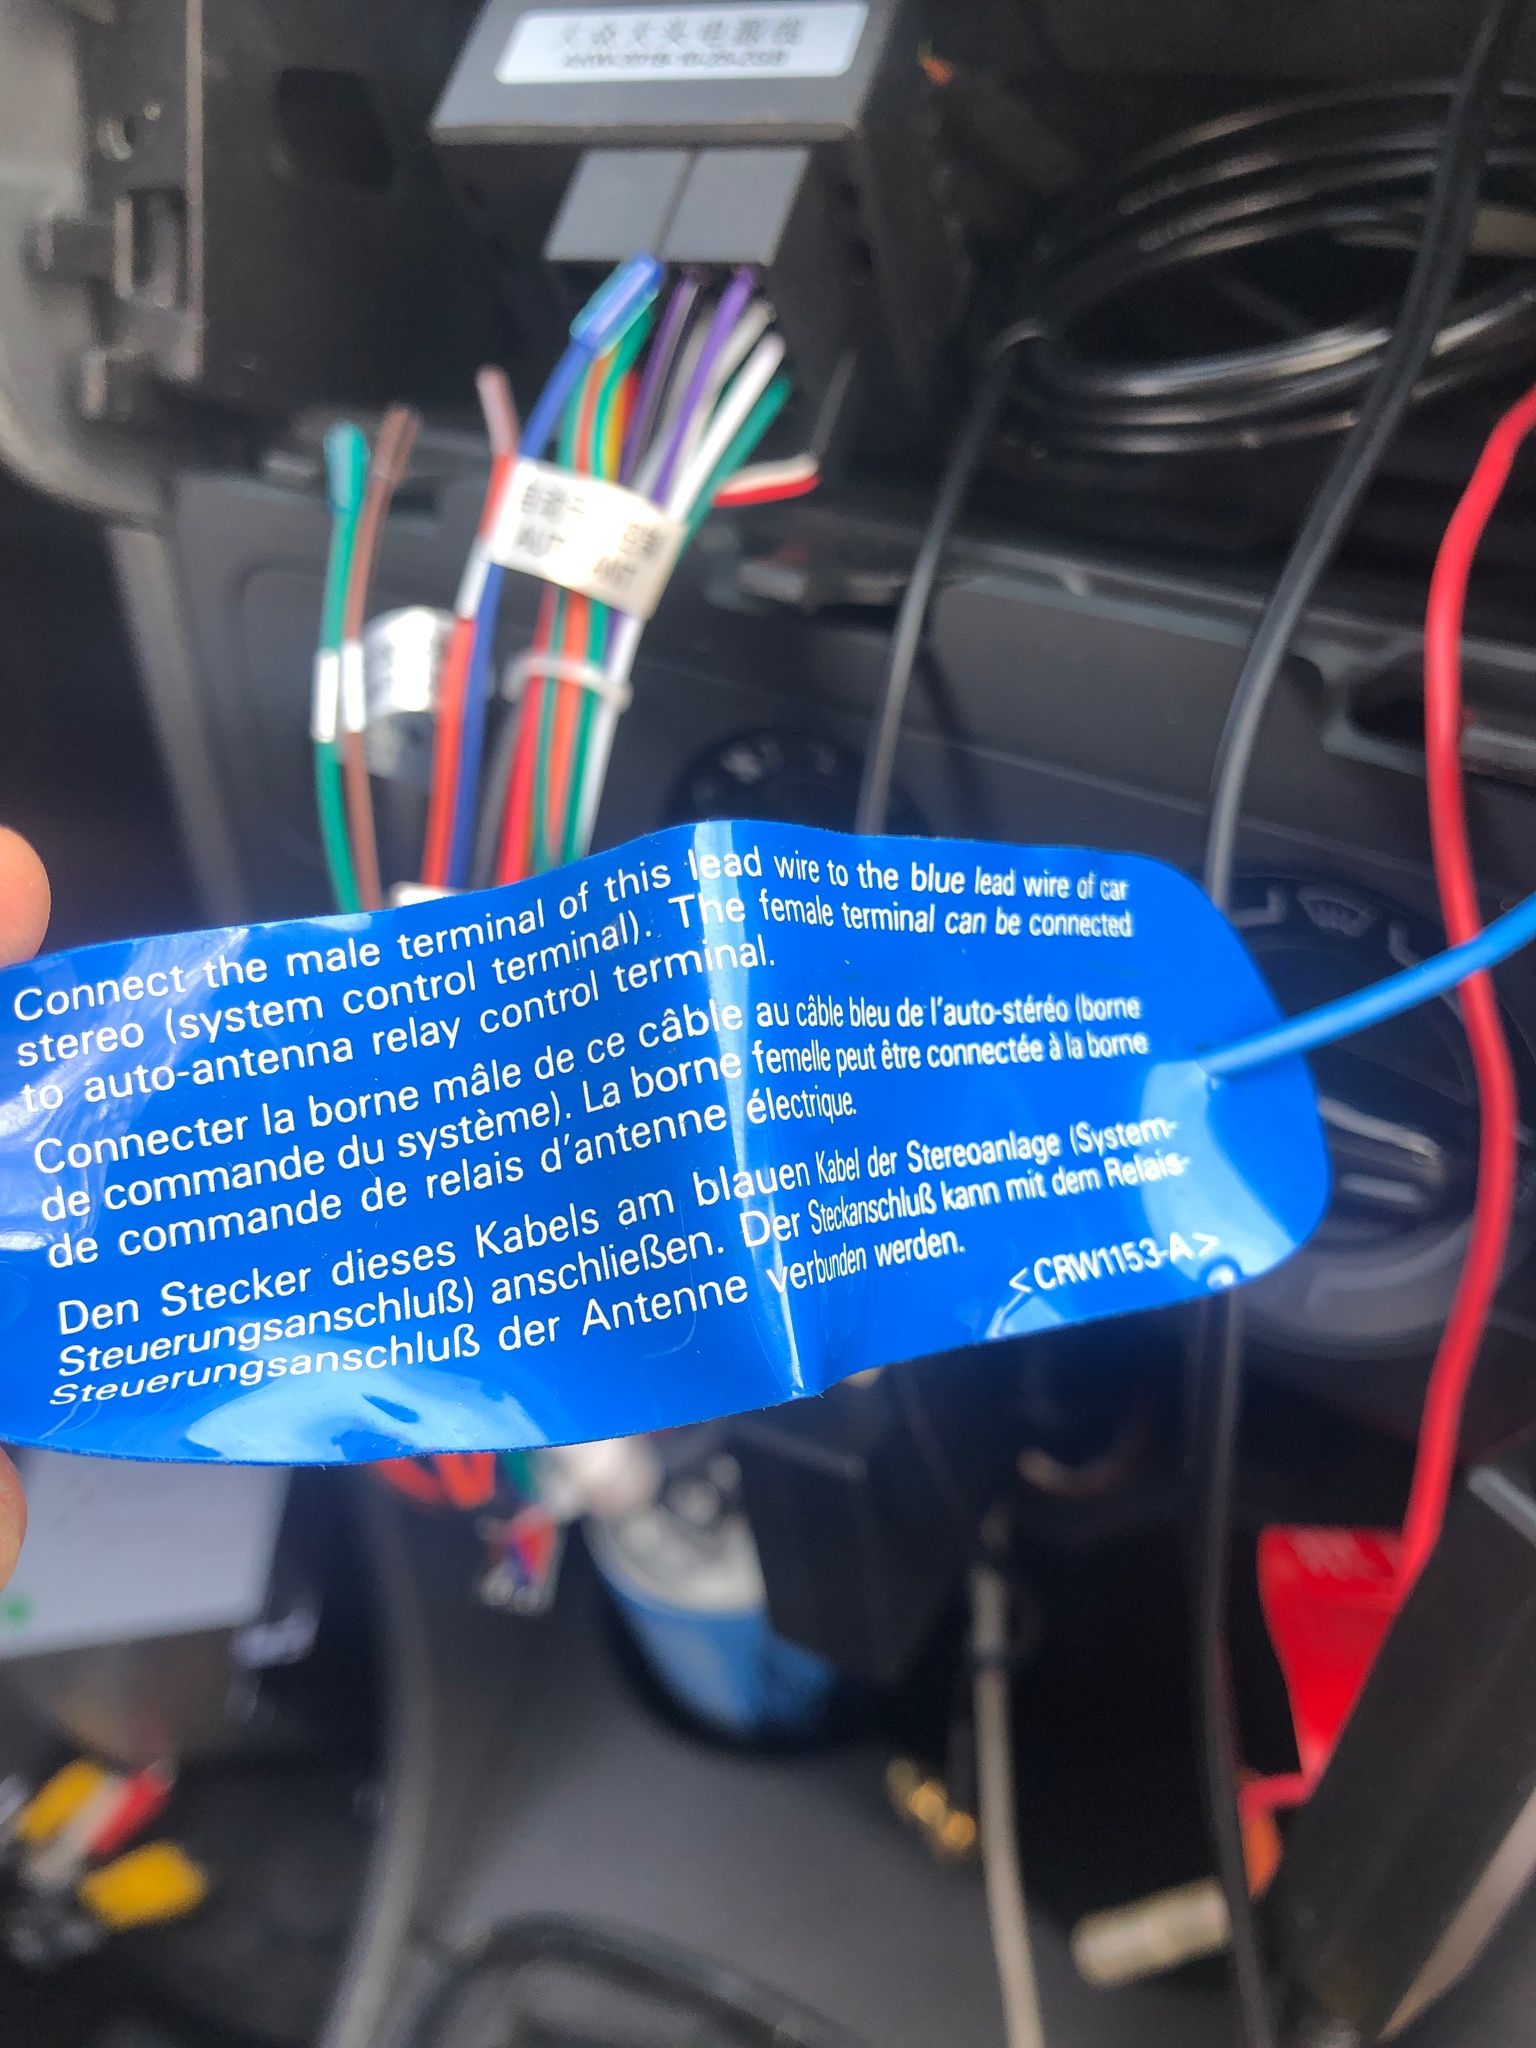 Connect the male terminal of this lead wire to the blue lead wire of car
stereo (system control terminal). The female terminal can be connected
to auto-antenna relay control terminal.
Connecter la borne mâle de ce câble au câble bleu de l'auto-stéréo (borne
de commande du système). La borne femelle peut être connectée à la borne
de commande de relais d'antenne électrique.
Den Stecker dieses Kabels am blauen Kabel der Stereoanlage (System-
Steuerungsanschluß) anschließen. Der Steckanschluß kann mit dem Relais-
Steuerungsanschluß der Antenne verbunden werden.
<CRW1153-A>